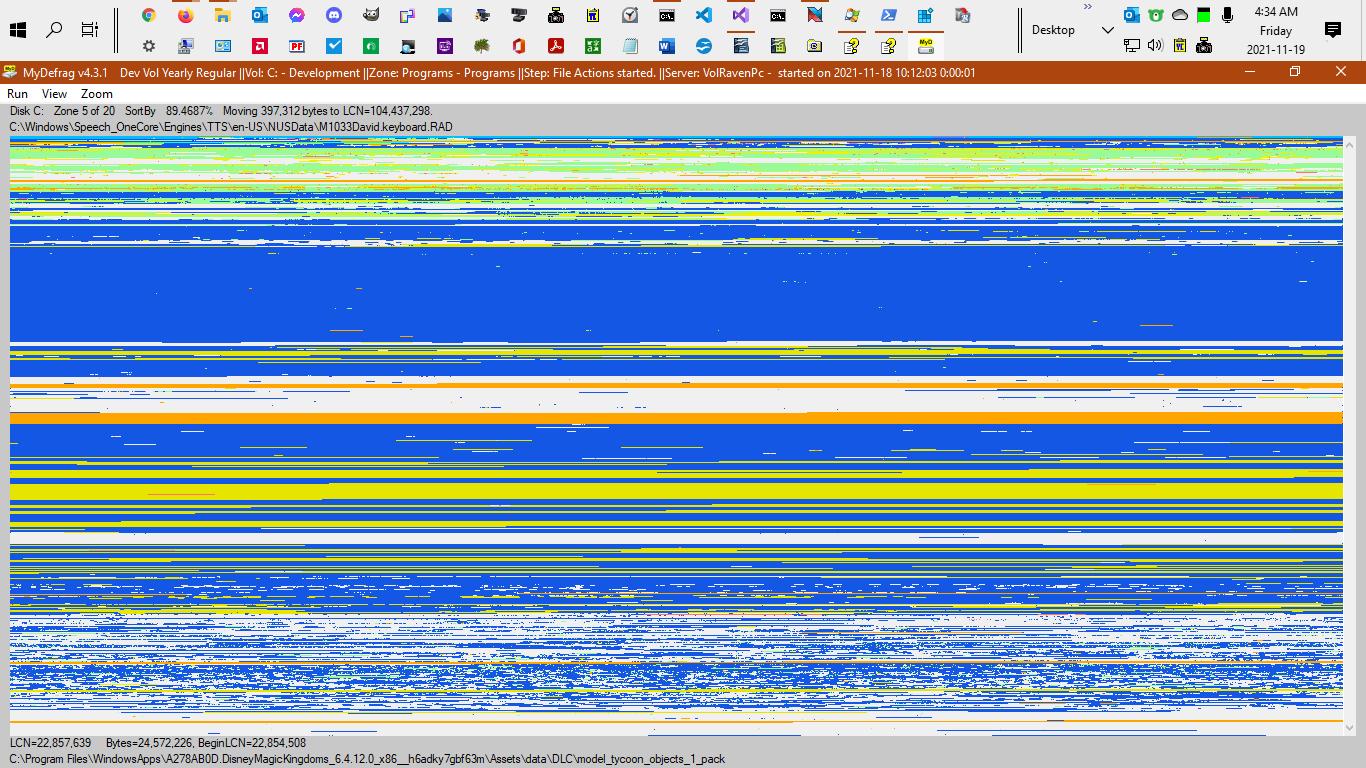 4:34 AM
Desktop
Friday
2021-11-19
MyDefrag v4.3.1 Dev Vol Yearly Regular ||Vol: C: - Development ||Zone: Programs - Programs ||Step: File Actions started. ||Server: VolRavenPc - started on 2021-11-18 10:12:03 0:00:01
Run View Zoom
Disk C: Zone 5 of 20 SortBy 89.4687% Moving 397,312 bytes to LCN=104,437,298.
C:\Windows\Speech_OneCore\Engines\TTS\en-US\NUSData\M1033David.keyboard.RAD
LCN=22,857,639 Bytes=24,572,226, BeginLCN=22,854,508
C:\Program Files\WindowsApps\A278AB0D.DisneyMagicKingdoms_6.4.12.0_x86__h6adky7gbf63m\Assets\data\DLC\model_tycoon_objects_1_pack